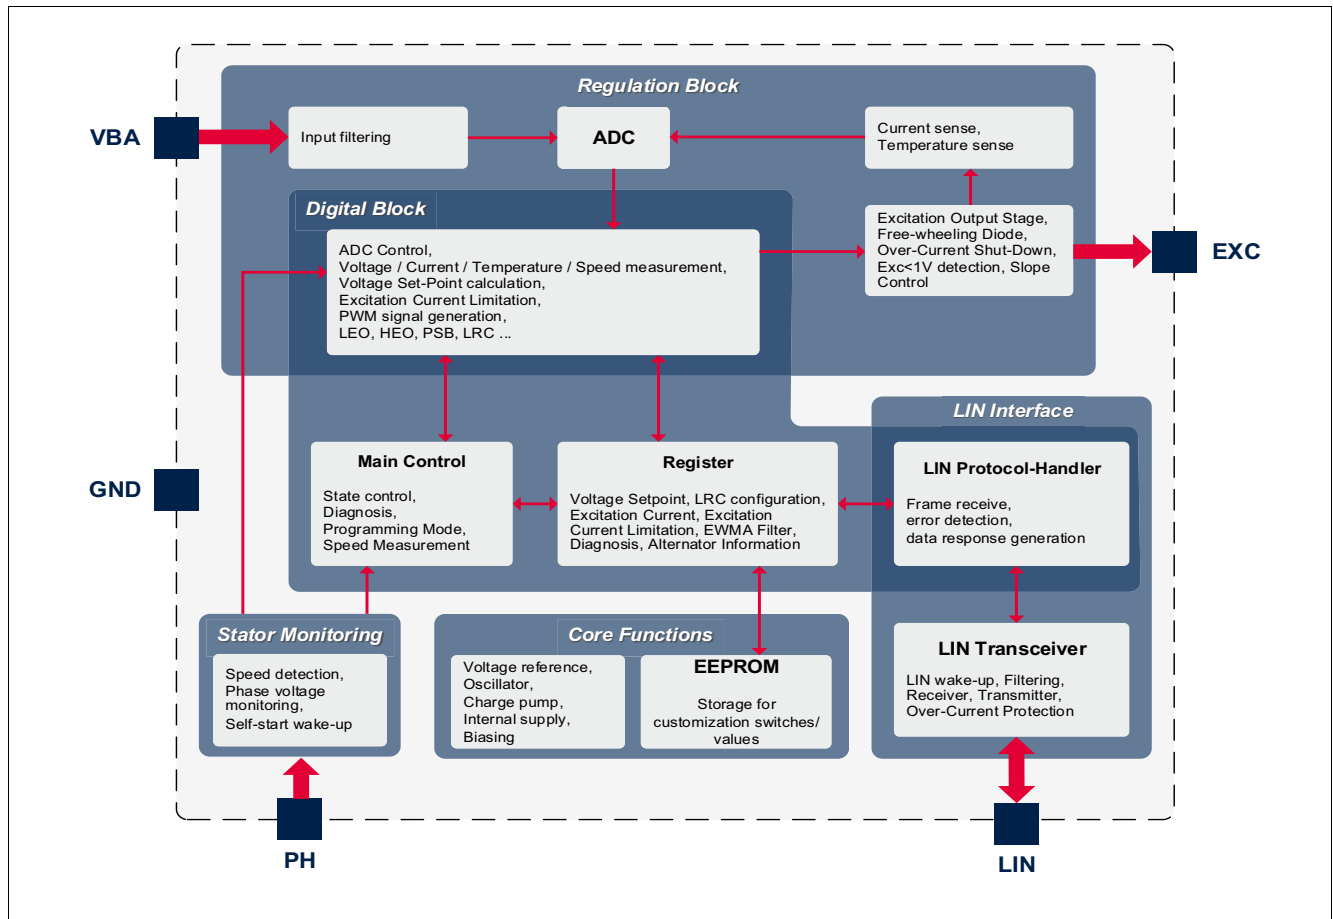 Regulation Block
VBA
Input filtering
ADC
Current sense,
Temperature sense
Digital Block
ADC Control,
Voltage / Current / Temperature / Speed measurement,
Voltage Set-Point calculation,
Excitation Current Limitation,
PWM signal generation,
LEO, HEO, PSB, LRC ...
Excitation Output Stage,
Free-wheeling Diode,
Over-Current Shut-Down,
Exc<1V detection, Slope
Control
EXC
GND
Main Control
State control,
Diagnosis,
Programming Mode,
Speed Measurement
Register
Voltage Setpoint, LRC configuration,
Excitation Current, Excitation
Current Limitation, EWMA Filter,
Diagnosis, Alternator Information
LIN Interface
LIN Protocol-Handler
Frame receive,
error detection,
data response generation
Stator Monitoring
Speed detection,
Phase voltage
monitoring,
Self-start wake-up
Core Functions
Voltage reference,
Oscillator,
Charge pump,
Internal supply,
Biasing
EEPROM
Storage for
customization switches/
values
LIN Transceiver
LIN wake-up, Filtering,
Receiver, Transmitter,
Over-Current Protection
PH
LIN